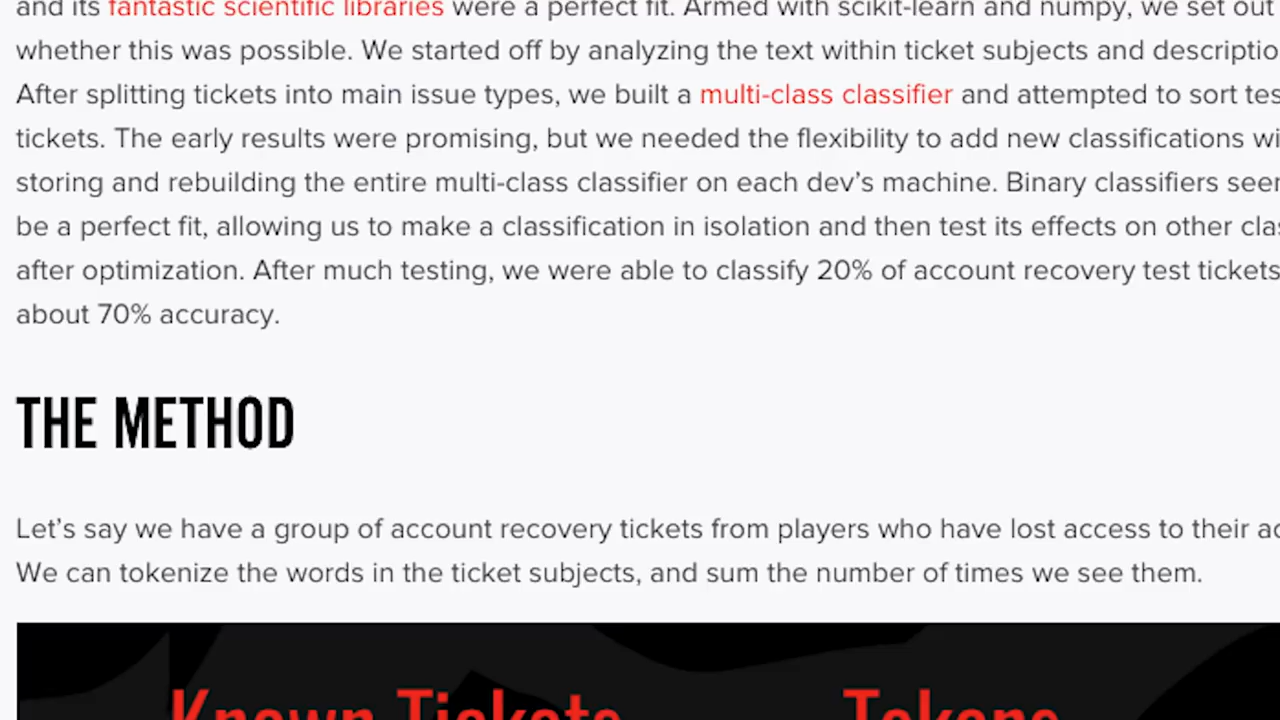 and its fantastic scientific libraries were a perfect fit. Armed with scikit-learn and numpy, we set out
whether this was possible. We started off by analyzing the text within ticket subjects and descriptio
After splitting tickets into main issue types, we built a multi-class classifier and attempted to sort tes
tickets. The early results were promising, but we needed the flexibility to add new classifications wi
storing and rebuilding the entire multi-class classifier on each dev's machine. Binary classifiers seer
be a perfect fit, allowing us to make a classification in isolation and then test its effects on other clas
after optimization. After much testing, we were able to classify 20% of account recovery test tickets
about 70% accuracy.
THE METHOD
Let's say we have a group of account recovery tickets from players who have lost access to their ac
We can tokenize the words in the ticket subjects, and sum the number of times we see them.
Known Tickets Tokens